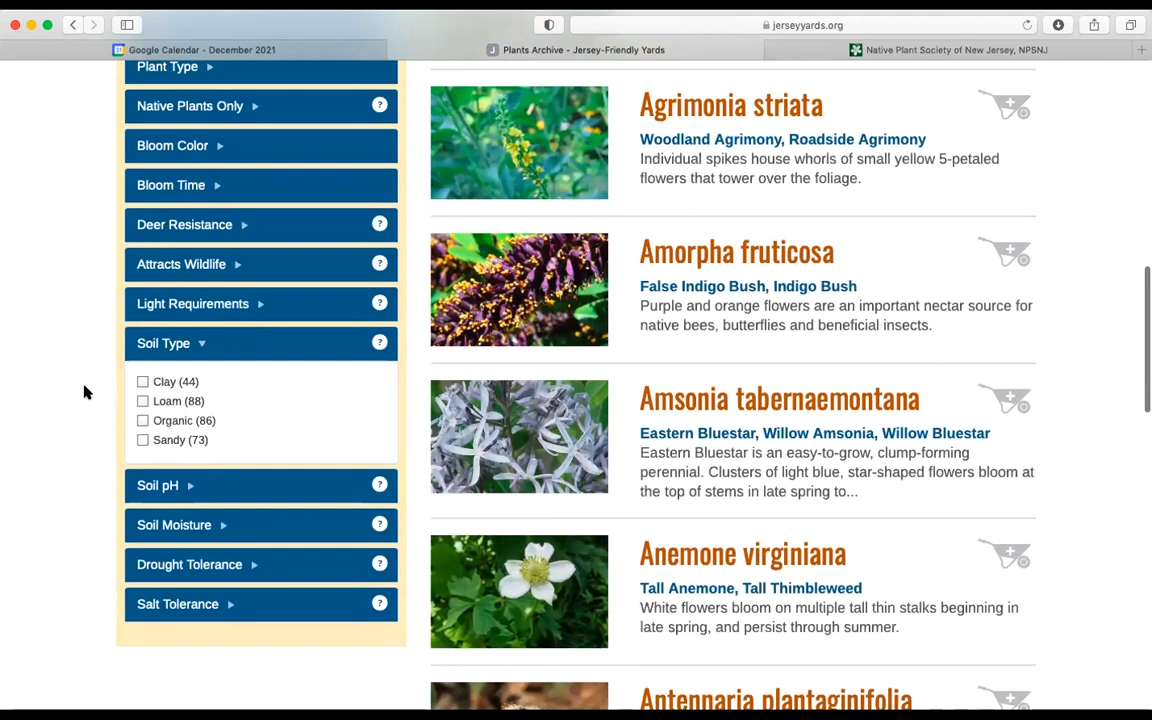 jerseyyards.org
Google Calendar - December 2021
J Plants Archive - Jersey-Friendly Yards
Native Plant Society of New Jersey, NPSNJ
Plant Type
Native Plants Only ?
Bloom Color
Bloom Time
Deer Resistance ?
Attracts Wildlife ?
Light Requirements ?
Soil Type ?
Clay (44)
Loam (88)
Organic (86)
Sandy (73)
Soil pH ?
Soil Moisture ?
Drought Tolerance ?
Salt Tolerance ?
Agrimonia striata
Woodland Agrimony, Roadside Agrimony
Individual spikes house whorls of small yellow 5-petaled
flowers that tower over the foliage.
Amorpha fruticosa
False Indigo Bush, Indigo Bush
Purple and orange flowers are an important nectar source for
native bees, butterflies and beneficial insects.
Amsonia tabernaemontana
Eastern Bluestar, Willow Amsonia, Willow Bluestar
Eastern Bluestar is an easy-to-grow, clump-forming
perennial. Clusters of light blue, star-shaped flowers bloom at
the top of stems in late spring to...
Anemone virginiana
Tall Anemone, Tall Thimbleweed
White flowers bloom on multiple tall thin stalks beginning in
late spring, and persist through summer.
Antennaria plantaginifolia